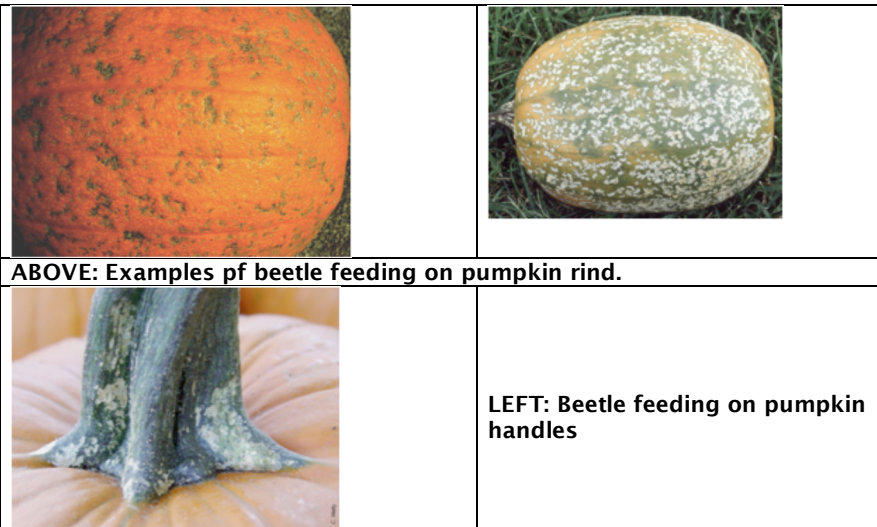 ABOVE: Examples pf beetle feeding on pumpkin rind.
LEFT: Beetle feeding on pumpkin
handles